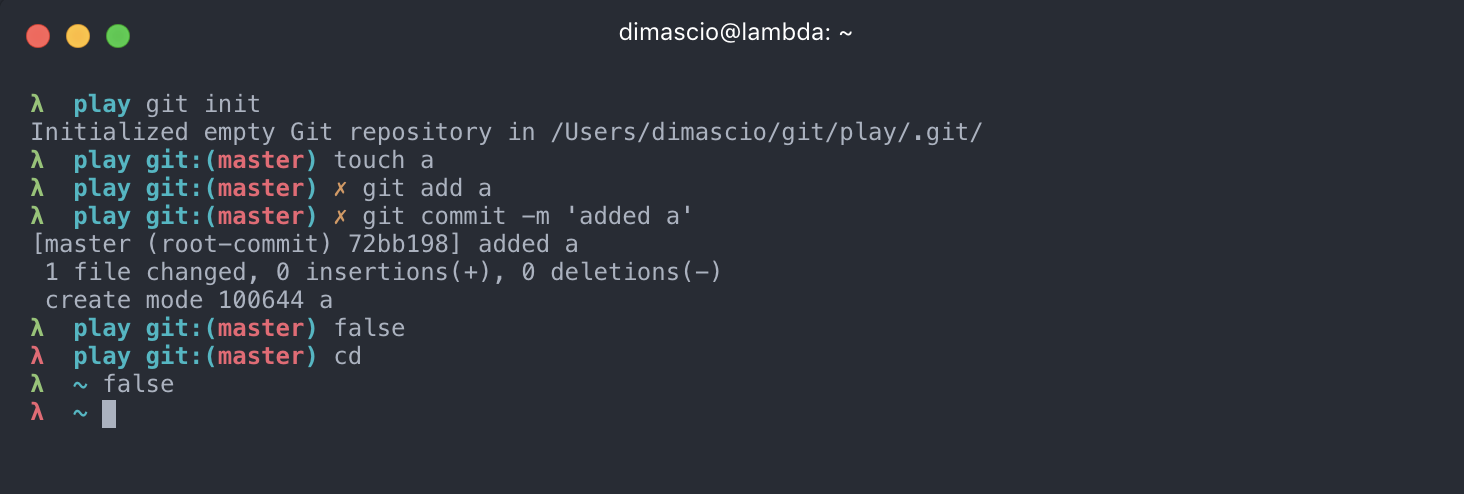 dimascio@lambda: ~
λ  play git init
Initialized empty Git repository in /Users/dimascio/git/play/.git/
λ  play git:(master) touch a
λ  play git:(master) ✗ git add a
λ  play git:(master) ✗ git commit -m 'added a'
[master (root-commit) 72bb198] added a
 1 file changed, 0 insertions(+), 0 deletions(-)
 create mode 100644 a
λ  play git:(master) false
λ  play git:(master) cd
λ  ~ false
λ  ~